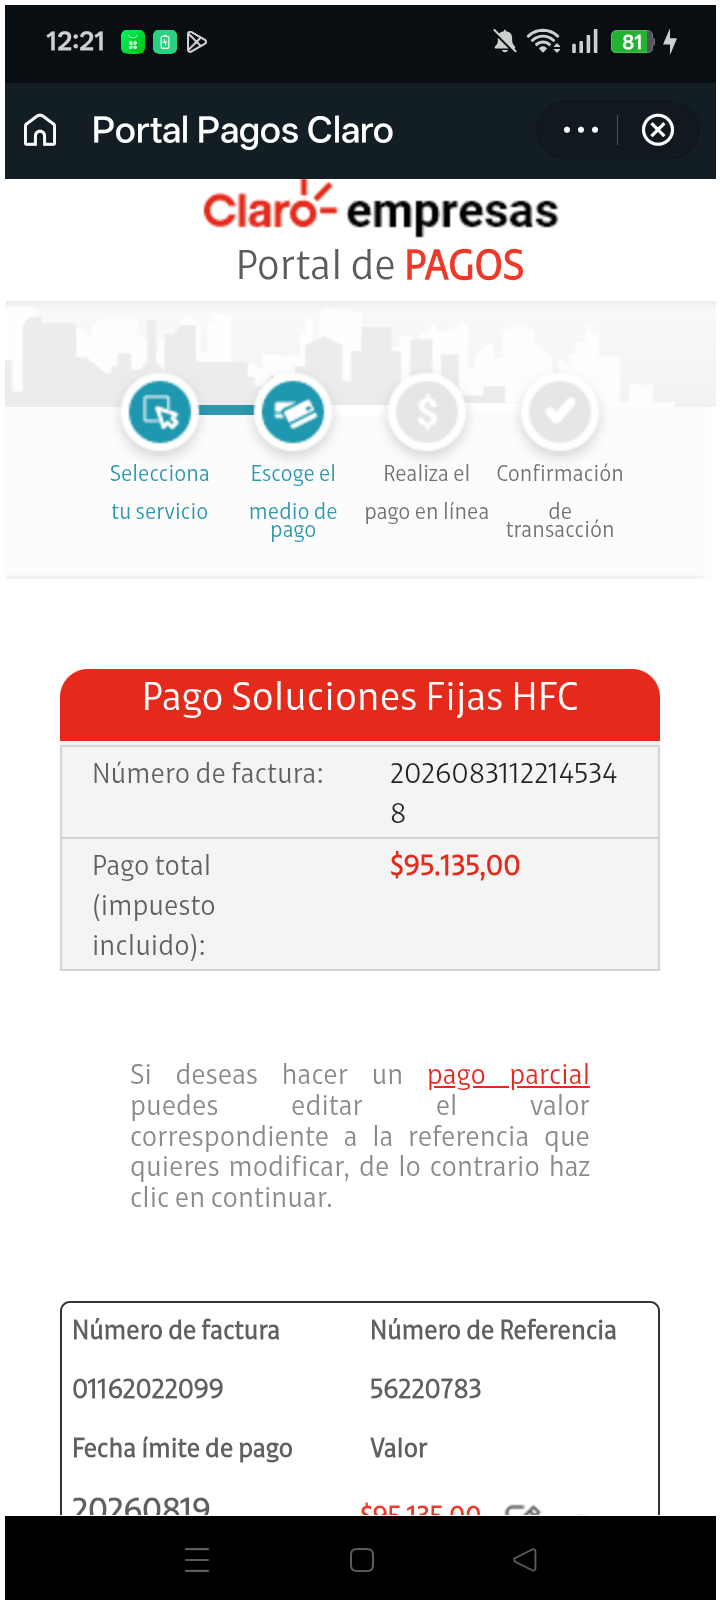 12:21
81
Portal Pagos Claro
Claro empresas
Portal de PAGOS
Selecciona
tu servicio
Escoge el
medio de
pago
Realiza el
pago en línea
Confirmación
de
transacción
Pago Soluciones Fijas HFC
Número de factura:
2026083112214534
8
Pago total
(impuesto
incluido):
$95.135,00
Si deseas hacer un pago parcial
puedes editar el valor
correspondiente a la referencia que
quieres modificar, de lo contrario haz
clic en continuar.
Número de factura
Número de Referencia
01162022099
56220783
Fecha ímite de pago
Valor
20260819
$95.135,00